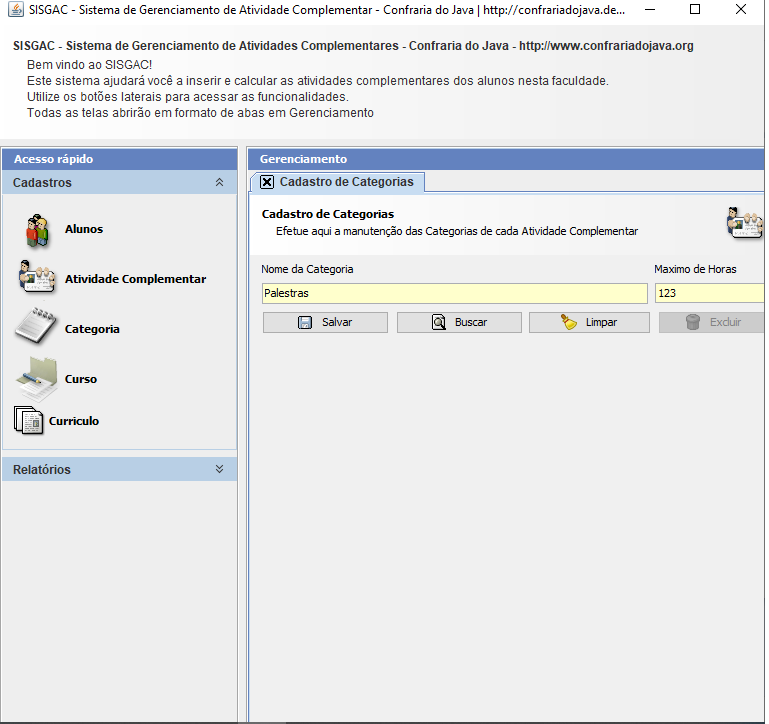 SISGAC - Sistema de Gerenciamento de Atividade Complementar - Confraria do Java | http://confrariadojava.de...
SISGAC - Sistema de Gerenciamento de Atividades Complementares - Confraria do Java - http://www.confrariadojava.org
Bem vindo ao SISGAC!
Este sistema ajudará você a inserir e calcular as atividades complementares dos alunos nesta faculdade.
Utilize os botões laterais para acessar as funcionalidades.
Todas as telas abrirão em formato de abas em Gerenciamento
Acesso rápido
Cadastros
Alunos
Atividade Complementar
Categoria
Curso
Curriculo
Relatórios
Gerenciamento
Cadastro de Categorias
Cadastro de Categorias
Efetue aqui a manutenção das Categorias de cada Atividade Complementar
Nome da Categoria Maximo de Horas
Palestras 123
Salvar Buscar Limpar Excluir